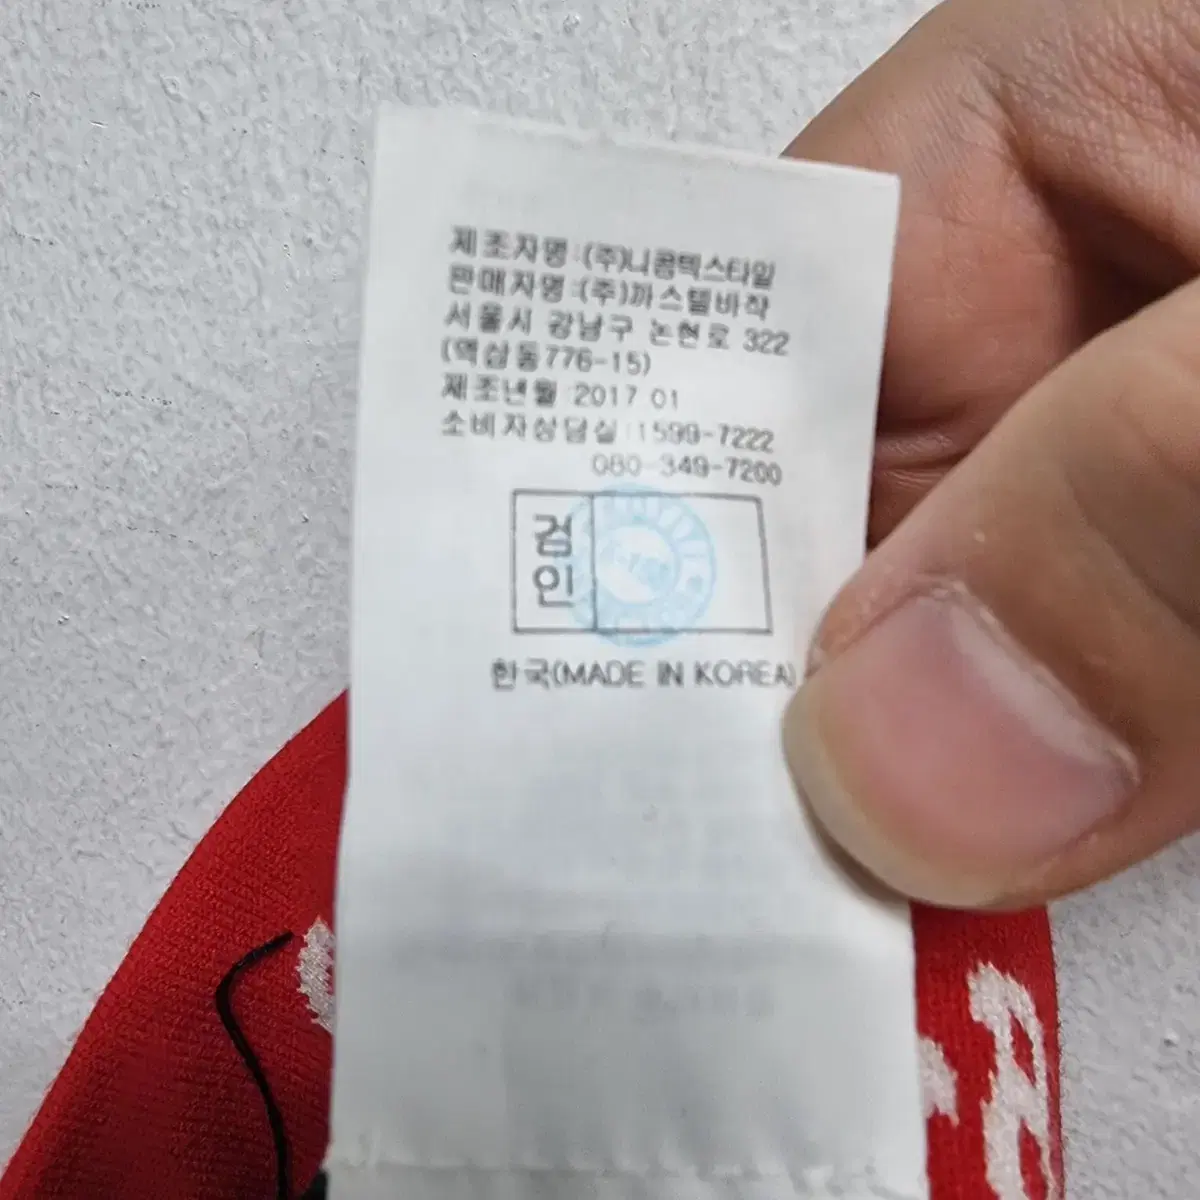 제조자명:(주)니콤텍스타일
판매자명:(주)까스텔바작
서울시 강남구 논현로 322
(역삼동776-15)
제조년월:2017 01
소비자상담실:1599-7222
080-349-7200
검
인
한국(MADE IN KOREA)